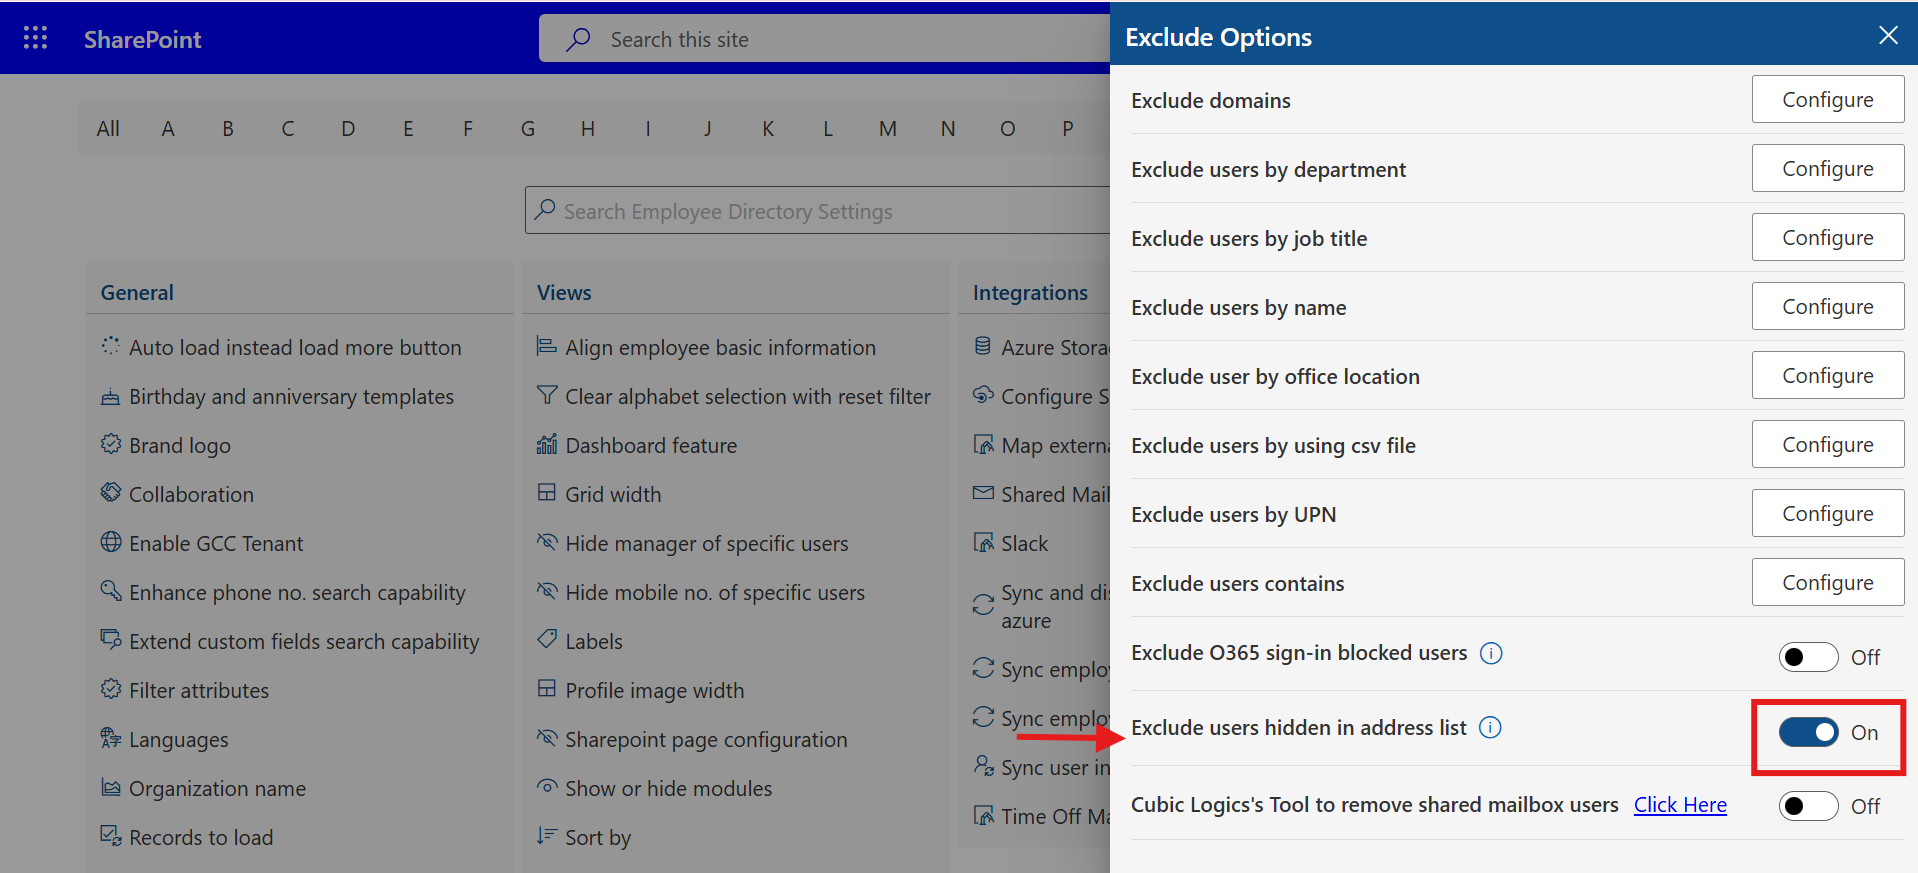 SharePoint
Search this site
All A B C D E F G H I J K L M N O P
Search Employee Directory Settings
General
Auto load instead load more button
Birthday and anniversary templates
Brand logo
Collaboration
Enable GCC Tenant
Enhance phone no. search capability
Extend custom fields search capability
Filter attributes
Languages
Organization name
Records to load
Views
Align employee basic information
Clear alphabet selection with reset filter
Dashboard feature
Grid width
Hide manager of specific users
Hide mobile no. of specific users
Labels
Profile image width
Sharepoint page configuration
Show or hide modules
Sort by
Integrations
Azure Stora
Configure S
Map externa
Shared Mail
Slack
Sync and dis
azure
Sync employ
Sync emplo
Sync user in
Time Off Ma
Exclude Options
Exclude domains Configure
Exclude users by department Configure
Exclude users by job title Configure
Exclude users by name Configure
Exclude user by office location Configure
Exclude users by using csv file Configure
Exclude users by UPN Configure
Exclude users contains Configure
Exclude O365 sign-in blocked users Off
Exclude users hidden in address list On
Cubic Logics's Tool to remove shared mailbox users Click Here Off